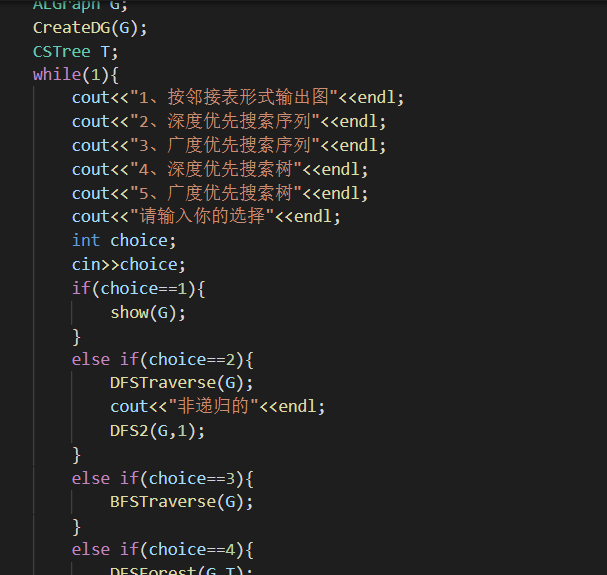 ALGraph G;
CreateDG(G);
CSTree T;
while(1){
cout<<"1、按邻接表形式输出图"<<endl;
cout<<"2、深度优先搜索序列"<<endl;
cout<<"3、广度优先搜索序列"<<endl;
cout<<"4、深度优先搜索树"<<endl;
cout<<"5、广度优先搜索树"<<endl;
cout<<"请输入你的选择"<<endl;
int choice;
cin>>choice;
if(choice==1){
show(G);
}
else if(choice==2){
DFSTraverse(G);
cout<<"非递归的"<<endl;
DFS2(G,1);
}
else if(choice==3){
BFSTraverse(G);
}
else if(choice==4){
DFSForest(G,T);